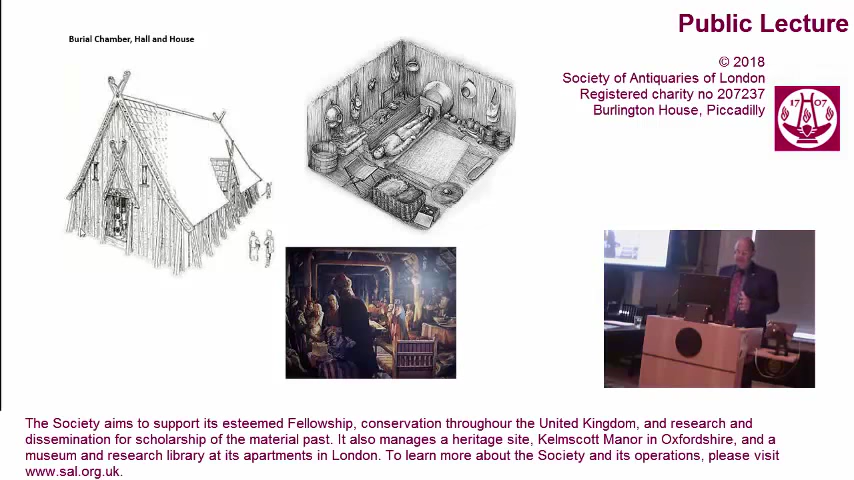 Burial Chamber, Hall and House
Public Lecture
© 2018
Society of Antiquaries of London
Registered charity no 207237
Burlington House, Piccadilly
1707
The Society aims to support its esteemed Fellowship, conservation throughour the United Kingdom, and research and
dissemination for scholarship of the material past. It also manages a heritage site, Kelmscott Manor in Oxfordshire, and a
museum and research library at its apartments in London. To learn more about the Society and its operations, please visit
www.sal.org.uk.